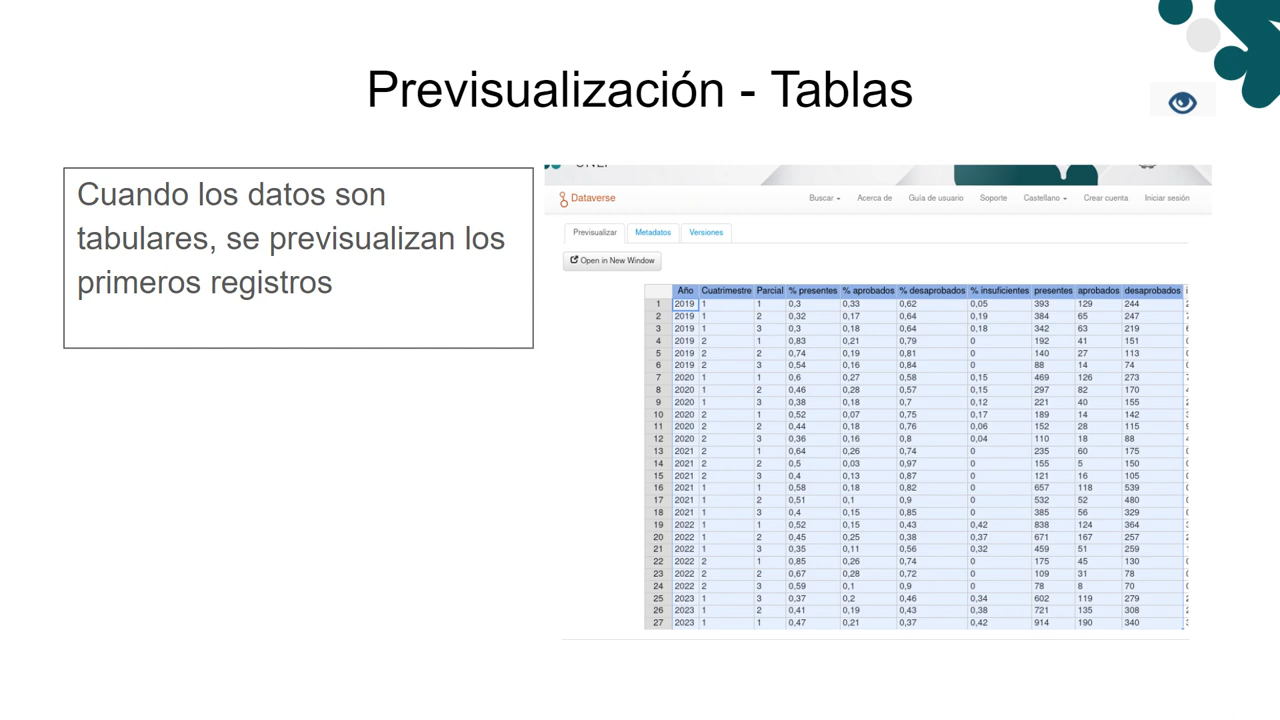 Previsualización - Tablas
Cuando los datos son
tabulares, se previsualizan los
primeros registros
Dataverse
Buscar Acerca de Guía de usuario Soporte Castellano Crear cuenta Iniciar sesión
Previsualizar Metadatos Versiones
Open in New Window
Año Cuatrimestre Parcial % presentes % aprobados % desaprobados % insuficientes presentes aprobados desaprobados
1 2019 1 1 0,3 0,33 0,62 0,05 393 129 244
2 2019 1 2 0,32 0,17 0,64 0,19 384 65 247
3 2019 1 3 0,3 0,18 0,64 0,18 342 63 219
4 2019 2 1 0,83 0,21 0,79 0 192 41 151
5 2019 2 2 0,74 0,19 0,81 0 140 27 113
6 2019 2 3 0,54 0,16 0,84 0 88 14 74
7 2020 1 1 0,6 0,27 0,58 0,15 469 126 273
8 2020 1 2 0,46 0,28 0,57 0,15 297 82 170
9 2020 1 3 0,38 0,18 0,7 0,12 221 40 155
10 2020 2 1 0,52 0,07 0,75 0,17 189 14 142
11 2020 2 2 0,44 0,18 0,76 0,06 152 28 115
12 2020 2 3 0,36 0,16 0,8 0,04 110 18 88
13 2021 2 1 0,64 0,26 0,74 0 235 60 175
14 2021 2 2 0,5 0,03 0,97 0 155 5 150
15 2021 2 3 0,4 0,13 0,87 0 121 16 105
16 2021 1 1 0,58 0,18 0,82 0 657 118 539
17 2021 1 2 0,51 0,1 0,9 0 532 52 480
18 2021 1 3 0,4 0,15 0,85 0 385 56 329
19 2022 1 1 0,52 0,15 0,43 0,42 838 124 364
20 2022 1 2 0,45 0,25 0,38 0,37 671 167 257
21 2022 1 3 0,35 0,11 0,56 0,32 459 51 259
22 2022 2 1 0,85 0,26 0,74 0 175 45 130
23 2022 2 2 0,67 0,28 0,72 0 109 31 78
24 2022 2 3 0,59 0,1 0,9 0 78 8 70
25 2023 1 3 0,37 0,2 0,46 0,34 602 119 279
26 2023 1 2 0,41 0,19 0,43 0,38 721 135 308
27 2023 1 1 0,47 0,21 0,37 0,42 914 190 340